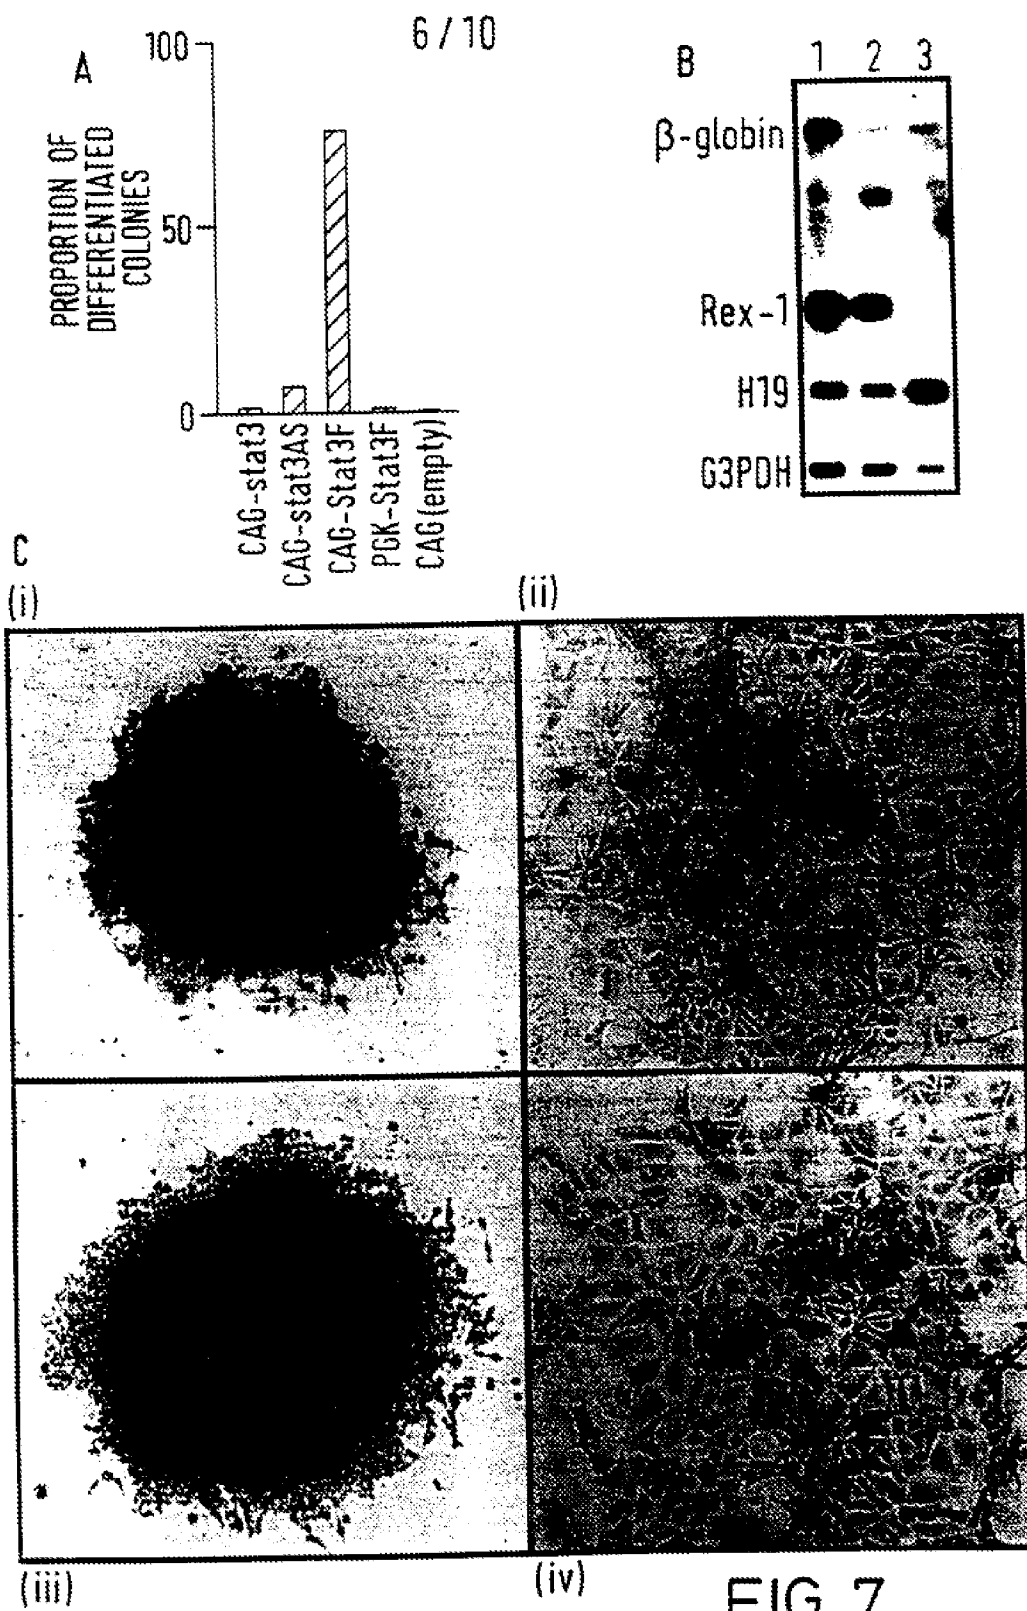 6/10
A
100
50
0
PROPORTION OF
DIFFERENTIATED
COLONIES
CAG-stat3
CAG-stat3AS
CAG-Stat3F
PGK-Stat3F
CAG(empty)
B
1 2 3
β-globin
Rex-1
H19
G3PDH
C
(i)
(ii)
(iii)
(iv)
FIG. 7